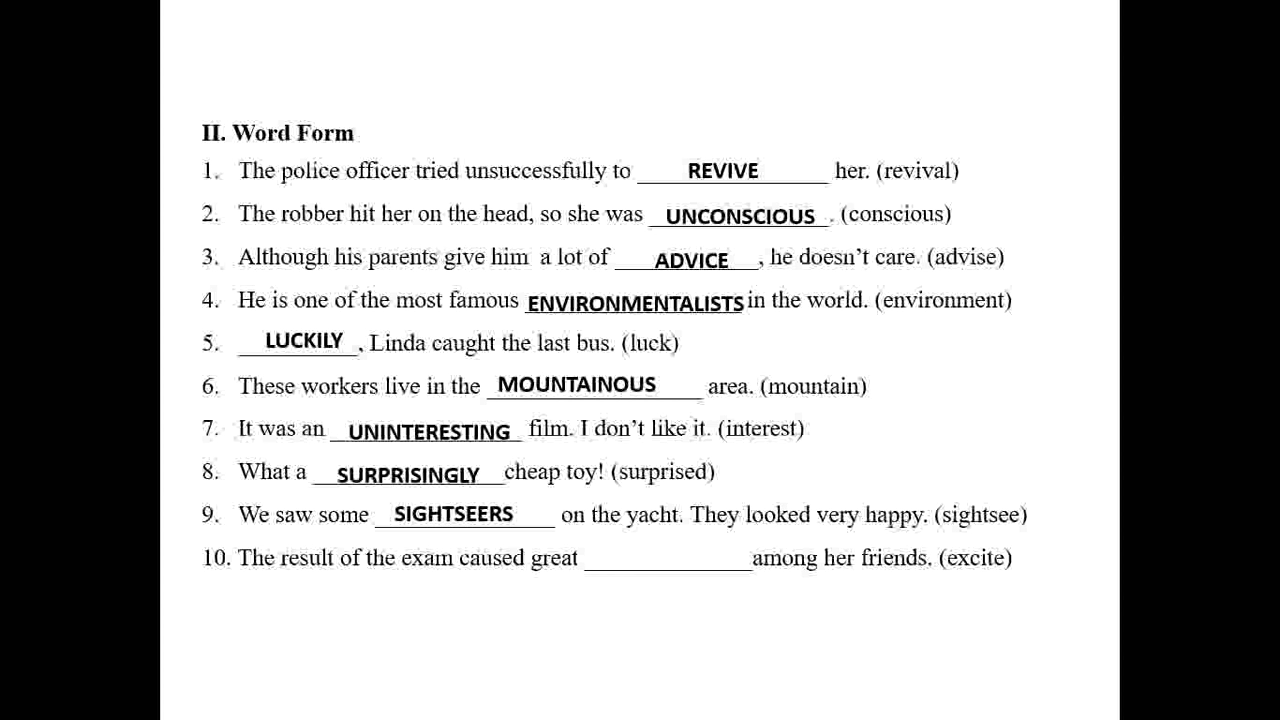 II. Word Form
1. The police officer tried unsuccessfully to REVIVE her. (revival)
2. The robber hit her on the head, so she was UNCONSCIOUS. (conscious)
3. Although his parents give him a lot of ADVICE, he doesn’t care. (advise)
4. He is one of the most famous ENVIRONMENTALISTS in the world. (environment)
5. LUCKILY, Linda caught the last bus. (luck)
6. These workers live in the MOUNTAINOUS area. (mountain)
7. It was an UNINTERESTING film. I don’t like it. (interest)
8. What a SURPRISINGLY cheap toy! (surprised)
9. We saw some SIGHTSEERS on the yacht. They looked very happy. (sightsee)
10. The result of the exam caused great ______________among her friends. (excite)